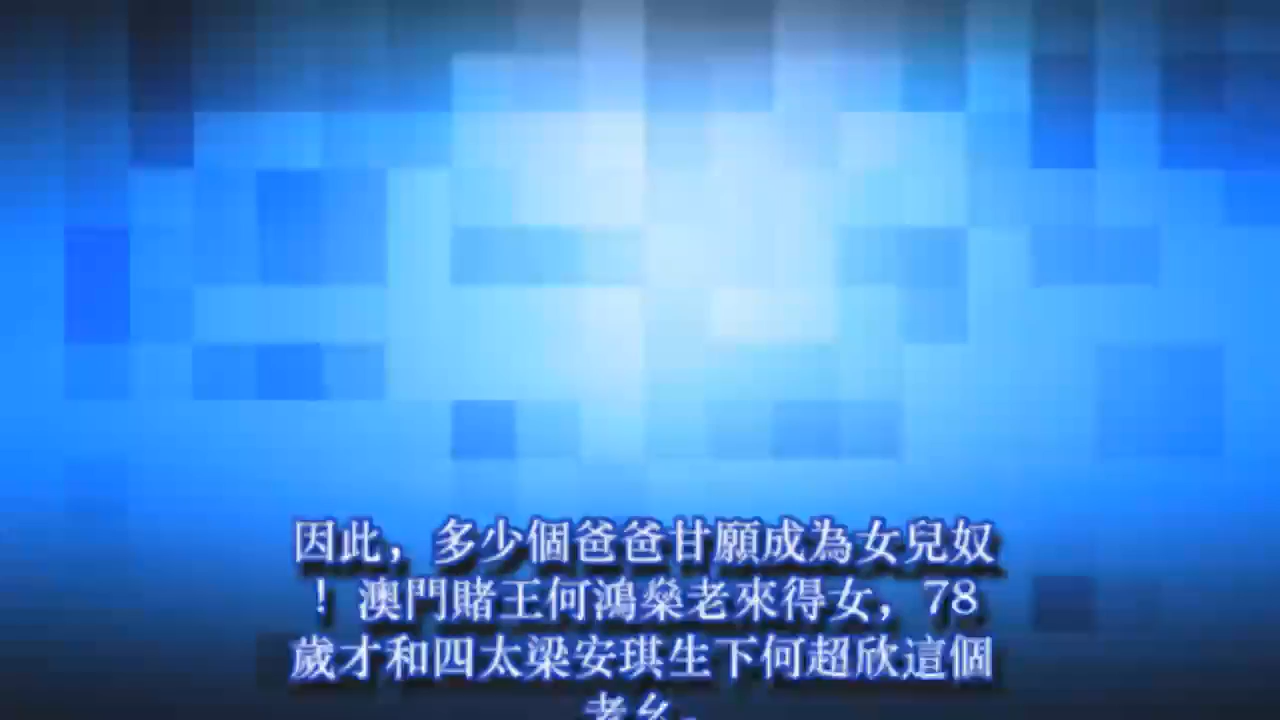 因此，多少個爸爸甘願成為女兒奴
！澳門賭王何鴻燊老來得女，78
歲才和四太梁安琪生下何超欣這個
老么。